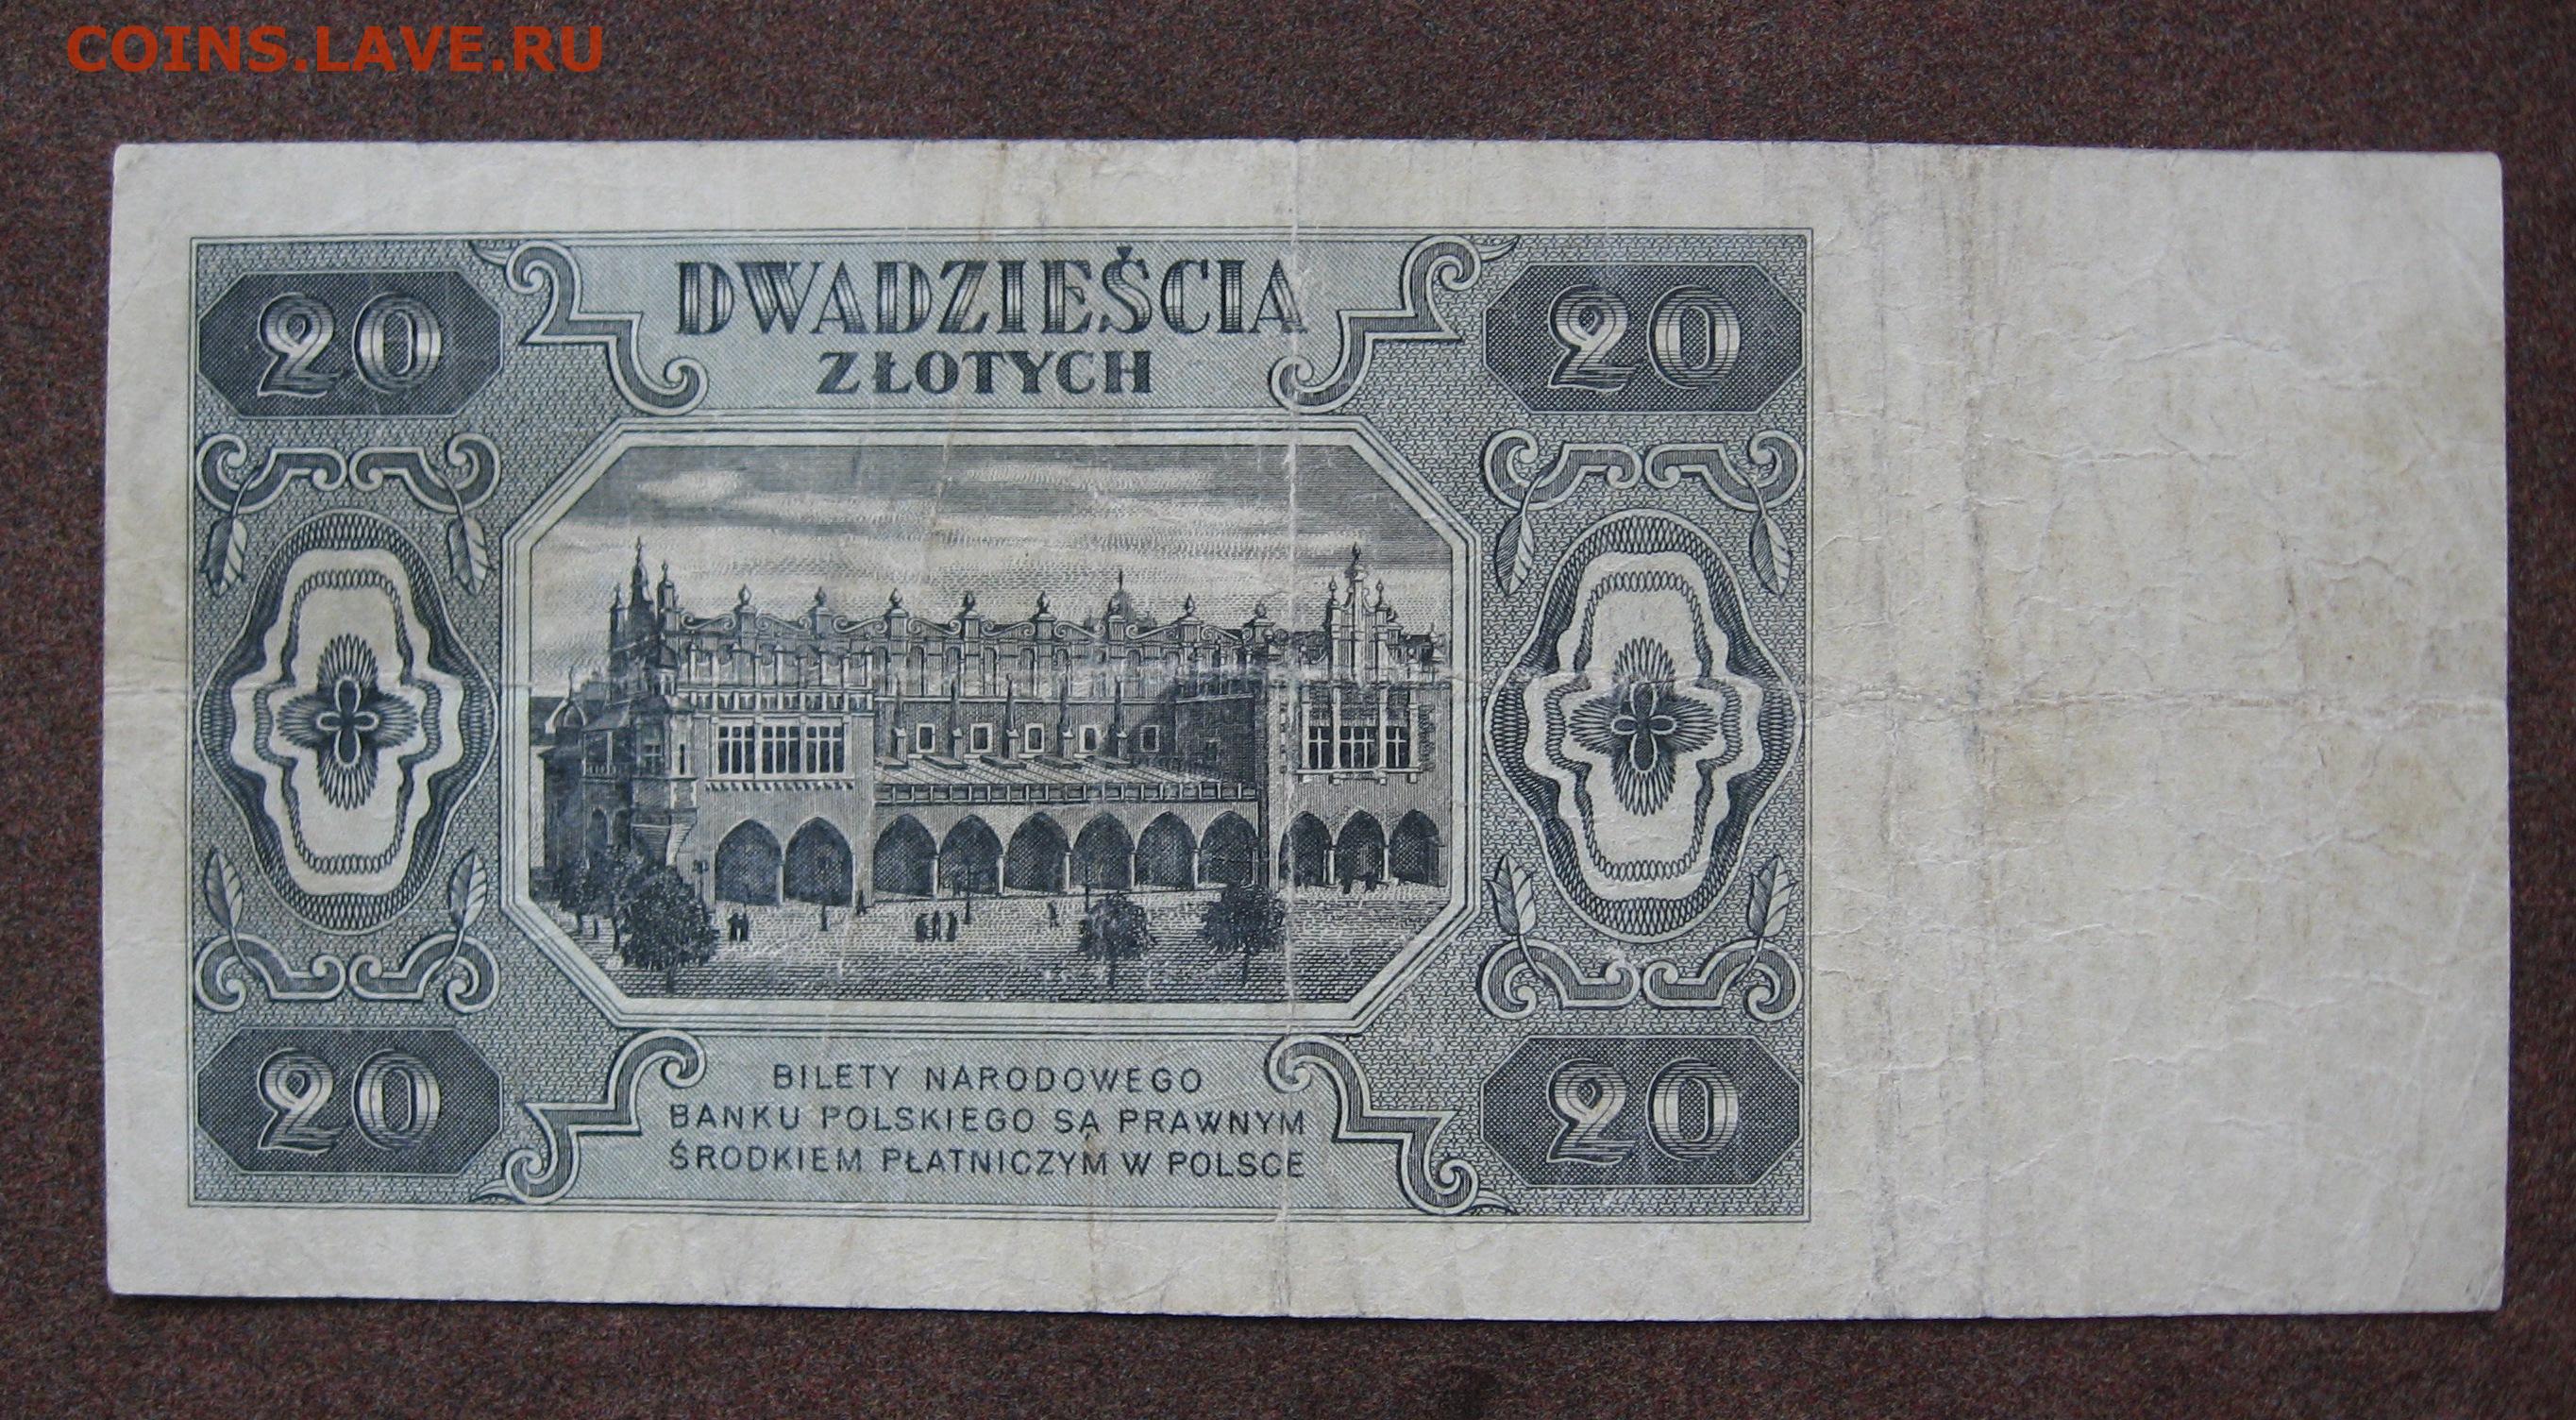 COINS.LAVE.RU
20 DWADZIEŚCIA 20
ZŁOTYCH
20 BILETY NARODOWEGO 20
BANKU POLSKIEGO SĄ PRAWNYM
ŚRODKIEM PŁATNICZYM W POLSCE